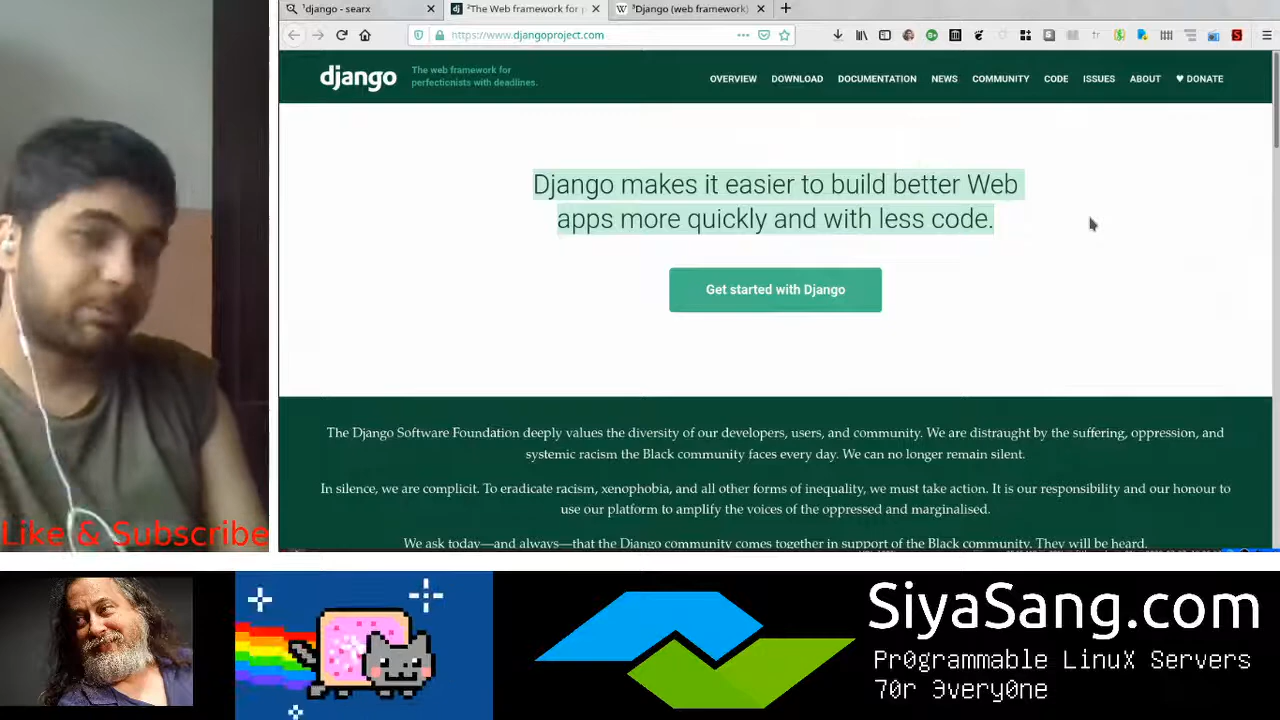 ¹django - searx
²The Web framework for p
³Django (web framework)
https://www.djangoproject.com
django
The web framework for
perfectionists with deadlines.
OVERVIEW
DOWNLOAD
DOCUMENTATION
NEWS
COMMUNITY
CODE
ISSUES
ABOUT
♥ DONATE
Django makes it easier to build better Web
apps more quickly and with less code.
Get started with Django
The Django Software Foundation deeply values the diversity of our developers, users, and community. We are distraught by the suffering, oppression, and
systemic racism the Black community faces every day. We can no longer remain silent.
In silence, we are complicit. To eradicate racism, xenophobia, and all other forms of inequality, we must take action. It is our responsibility and our honour to
use our platform to amplify the voices of the oppressed and marginalised.
We ask today—and always—that the Django community comes together in support of the Black community. They will be heard.
Like & Subscribe
SiyaSang.com
Pr0grammable LinuX Servers
70r 3very0ne